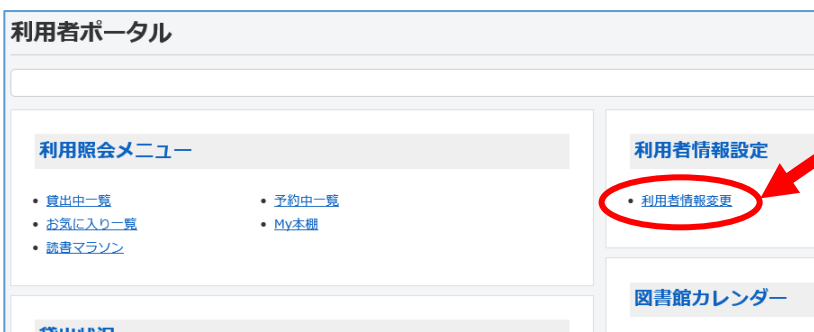 利用者ポータル
利用照会メニュー
貸出中一覧
予約中一覧
お気に入り一覧
My本棚
読書マラソン
利用者情報設定
利用者情報変更
図書館カレンダー